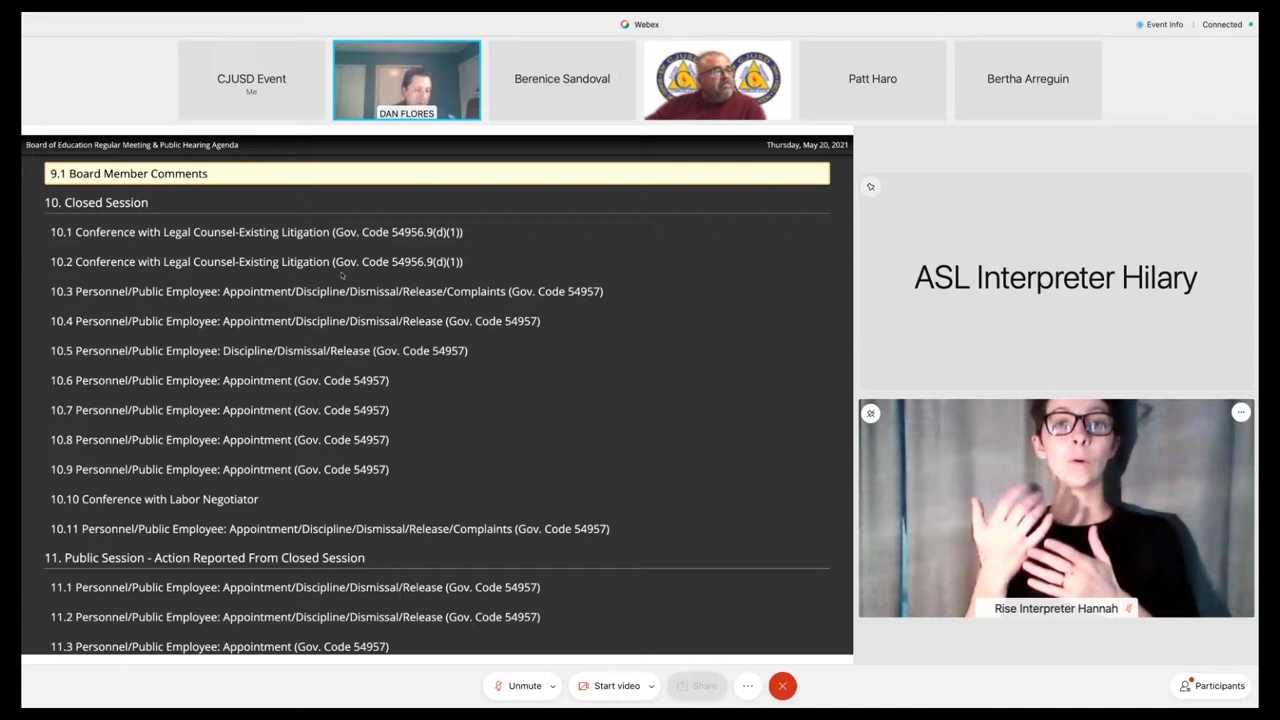 Webex
Event Info
Connected
CJUSD Event
Me
DAN FLORES
Berenice Sandoval
CJUSD
CJUSD
Patt Haro
Bertha Arreguin
Board of Education Regular Meeting & Public Hearing Agenda
Thursday, May 20, 2021
9.1 Board Member Comments
10. Closed Session
10.1 Conference with Legal Counsel-Existing Litigation (Gov. Code 54956.9(d)(1))
10.2 Conference with Legal Counsel-Existing Litigation (Gov. Code 54956.9(d)(1))
10.3 Personnel/Public Employee: Appointment/Discipline/Dismissal/Release/Complaints (Gov. Code 54957)
10.4 Personnel/Public Employee: Appointment/Discipline/Dismissal/Release (Gov. Code 54957)
10.5 Personnel/Public Employee: Discipline/Dismissal/Release (Gov. Code 54957)
10.6 Personnel/Public Employee: Appointment (Gov. Code 54957)
10.7 Personnel/Public Employee: Appointment (Gov. Code 54957)
10.8 Personnel/Public Employee: Appointment (Gov. Code 54957)
10.9 Personnel/Public Employee: Appointment (Gov. Code 54957)
10.10 Conference with Labor Negotiator
10.11 Personnel/Public Employee: Appointment/Discipline/Dismissal/Release/Complaints (Gov. Code 54957)
11. Public Session - Action Reported From Closed Session
11.1 Personnel/Public Employee: Appointment/Discipline/Dismissal/Release (Gov. Code 54957)
11.2 Personnel/Public Employee: Appointment/Discipline/Dismissal/Release (Gov. Code 54957)
11.3 Personnel/Public Employee: Appointment (Gov. Code 54957)
ASL Interpreter Hilary
Rise Interpreter Hannah
Unmute
Start video
Share
Participants